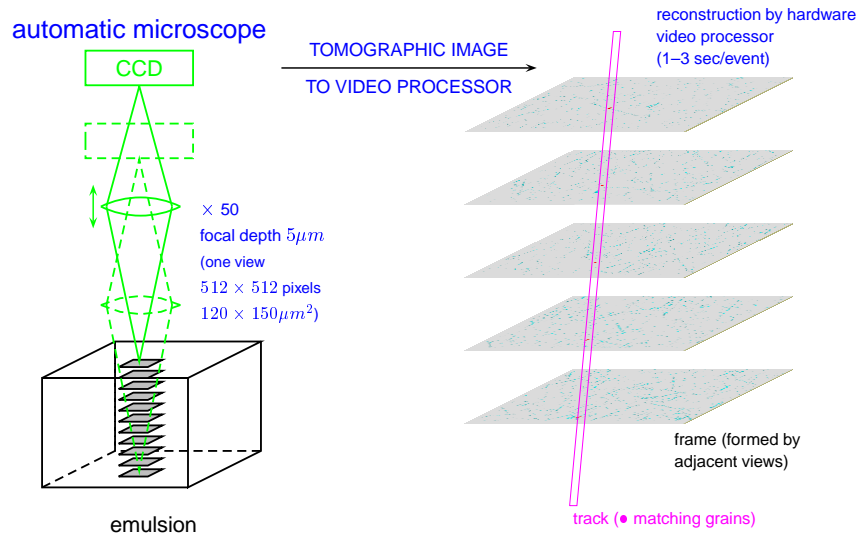 automatic microscope
CCD
TOMOGRAPHIC IMAGE
TO VIDEO PROCESSOR
reconstruction by hardware
video processor
(1–3 sec/event)
× 50
focal depth 5μm
(one view
512 × 512 pixels
120 × 150μm²)
frame (formed by
adjacent views)
track (● matching grains)
emulsion